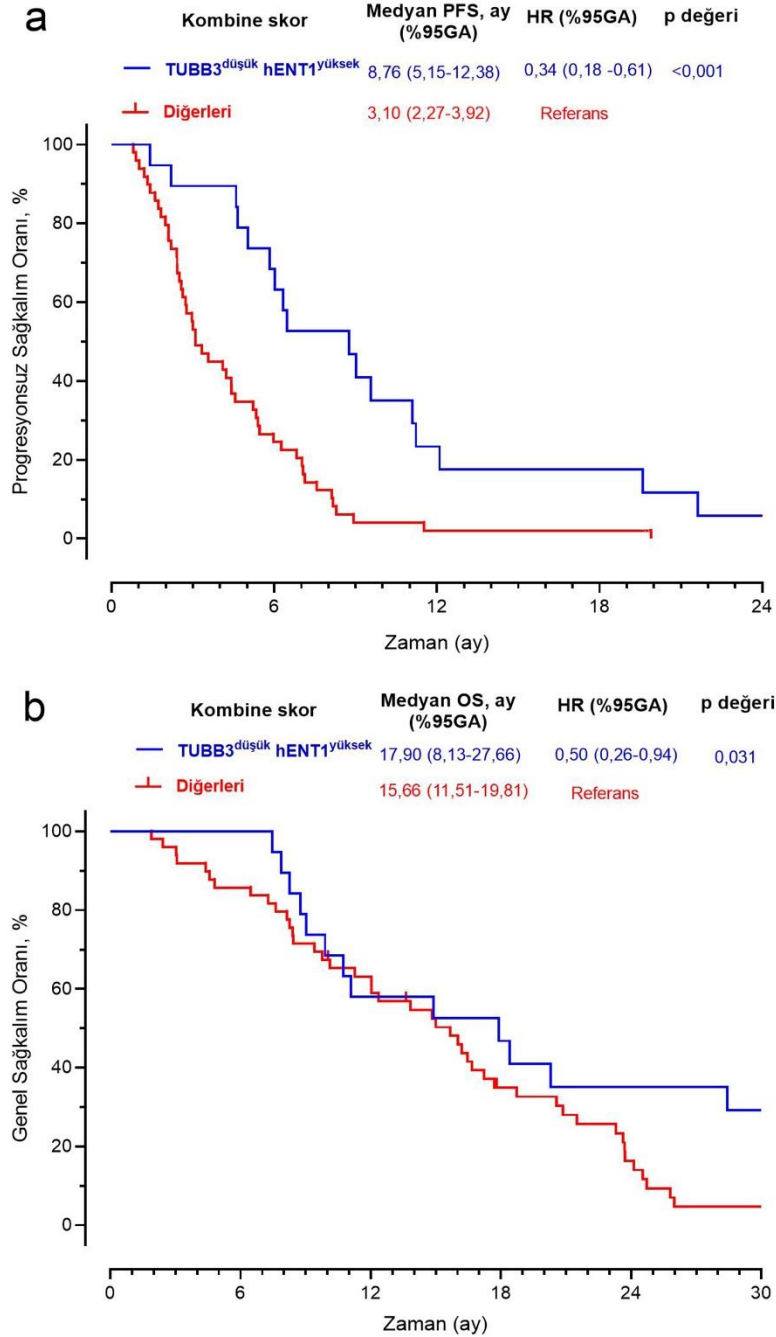 a
Kombine skor Medyan PFS, ay (%95GA) HR (%95GA) p değeri
TUBB3düşük hENT1yüksek 8,76 (5,15-12,38) 0,34 (0,18 -0,61) <0,001
Diğerleri 3,10 (2,27-3,92) Referans
Progresyonsuz Sağkalım Oranı, %
100
80
60
40
20
0
0 6 12 18 24
Zaman (ay)
b
Kombine skor Medyan OS, ay (%95GA) HR (%95GA) p değeri
TUBB3düşük hENT1yüksek 17,90 (8,13-27,66) 0,50 (0,26-0,94) 0,031
Diğerleri 15,66 (11,51-19,81) Referans
Genel Sağkalım Oranı, %
100
80
60
40
20
0
0 6 12 18 24 30
Zaman (ay)